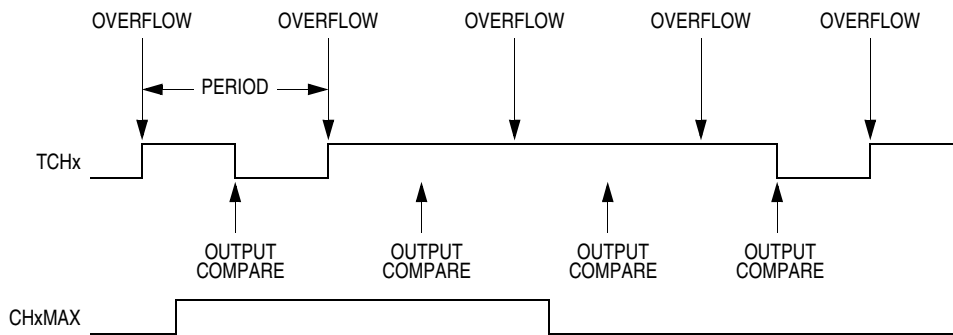 OVERFLOW OVERFLOW OVERFLOW OVERFLOW OVERFLOW
PERIOD
TCHx
OUTPUT COMPARE
OUTPUT COMPARE
OUTPUT COMPARE
OUTPUT COMPARE
CHxMAX